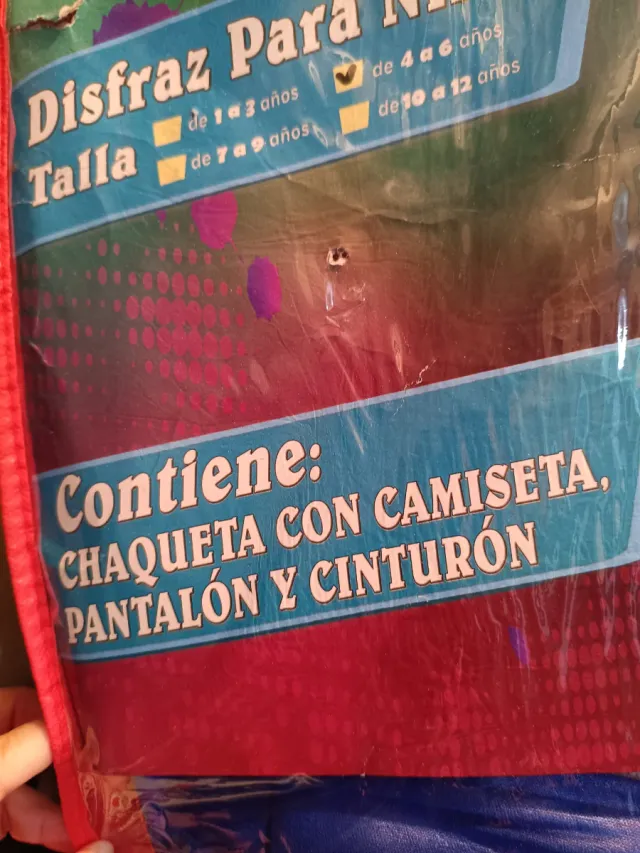 Disfraz Para
Talla
de 1 a 3 años
de 4 a 6 años
de 7 a 9 años
de 10 a 12 años
Contiene:
CHAQUETA CON CAMISETA,
PANTALÓN Y CINTURÓN